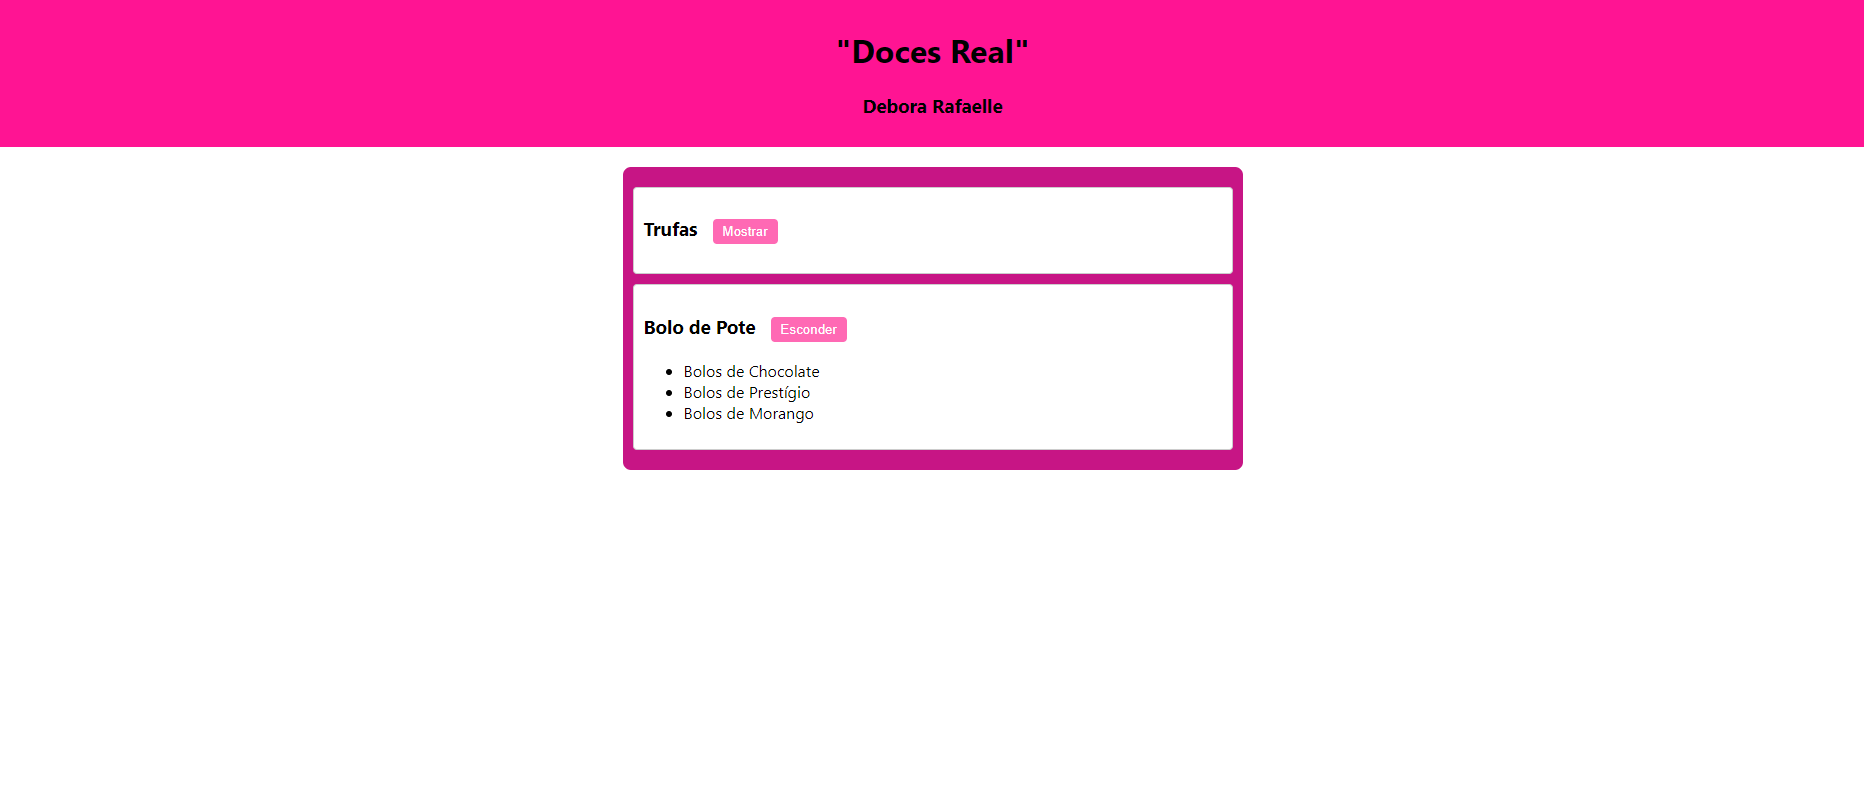 "Doces Real"
Debora Rafaelle
Trufas Mostrar
Bolo de Pote Esconder
Bolos de Chocolate
Bolos de Prestígio
Bolos de Morango